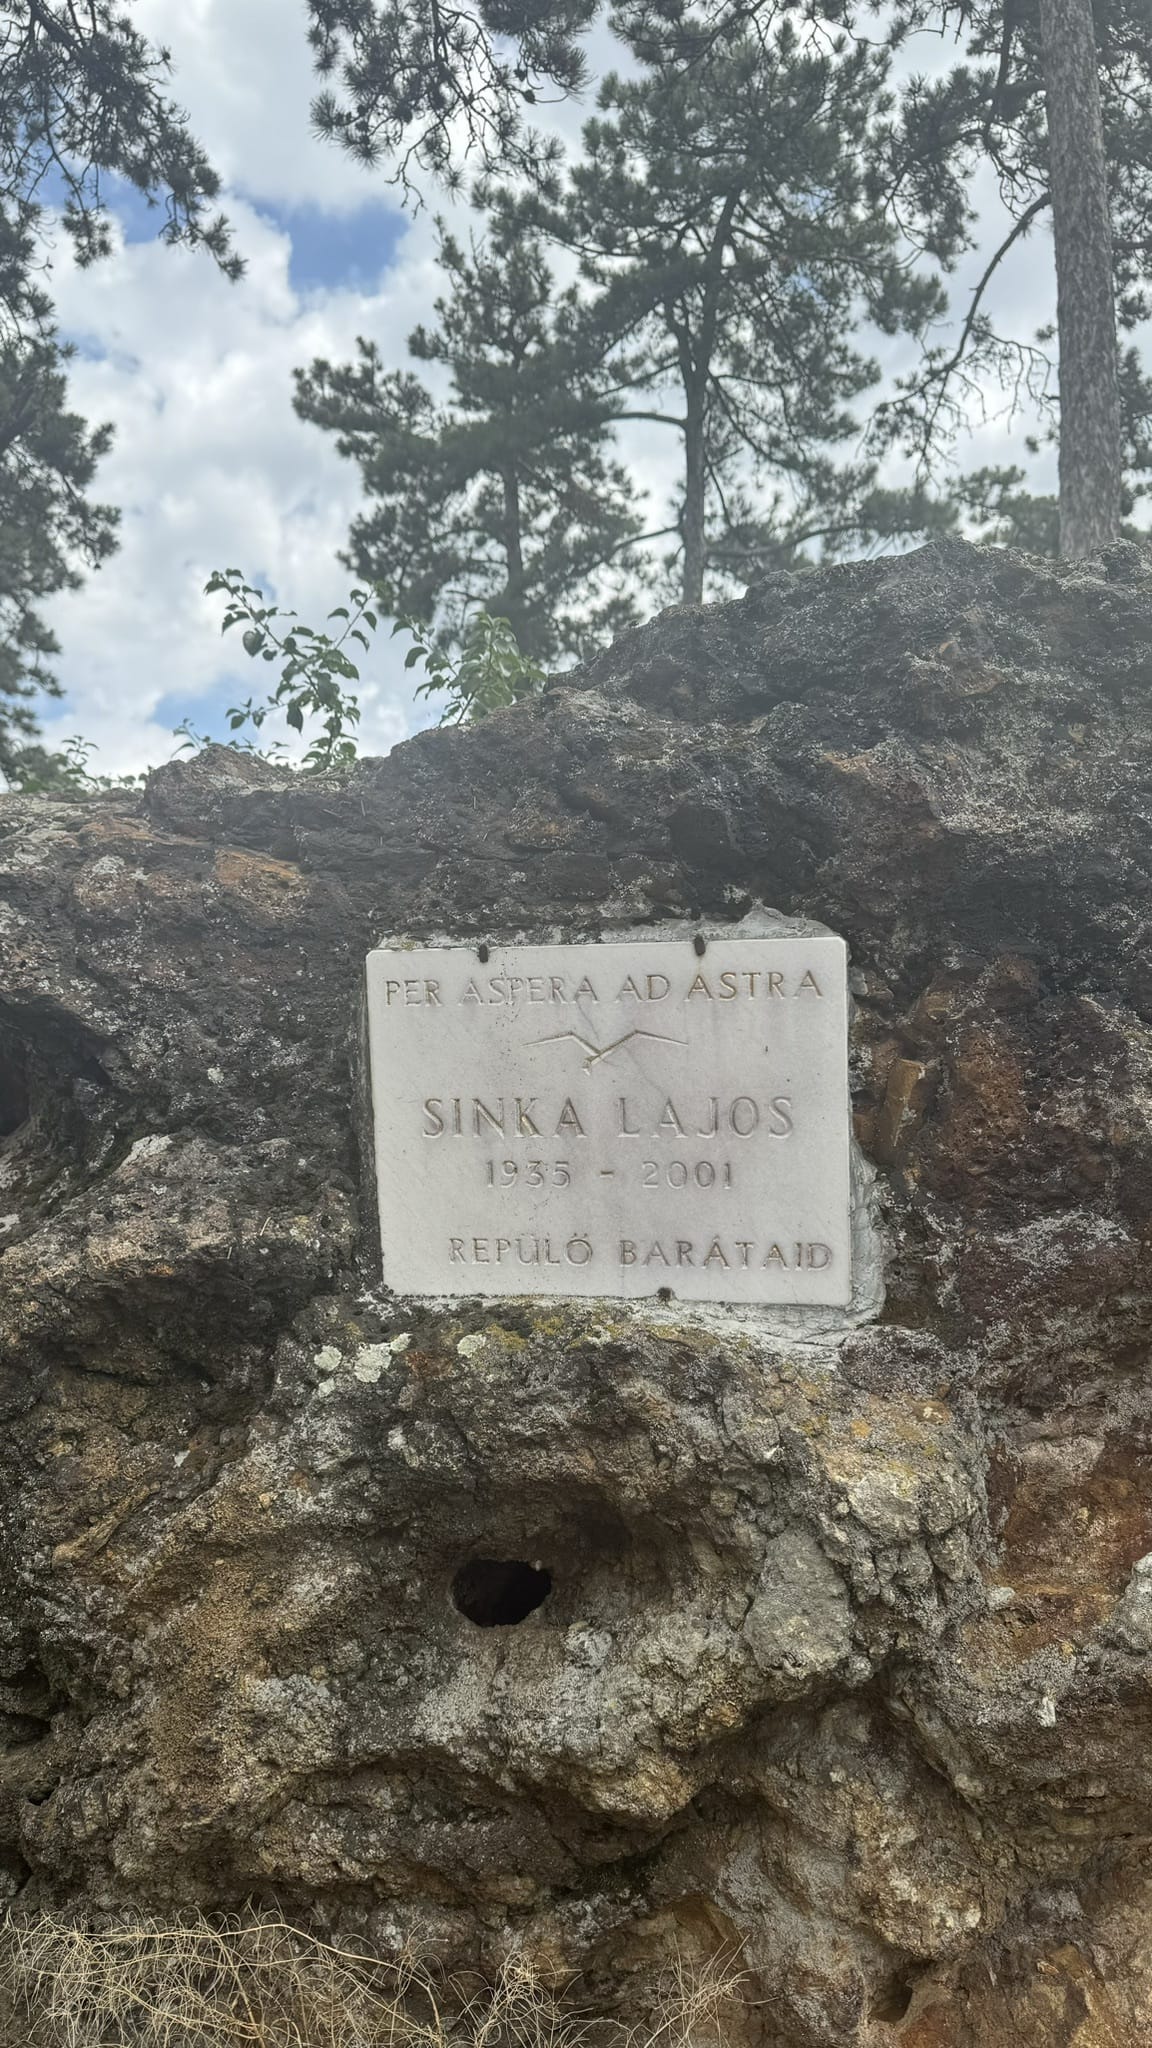 PER ASPERA AD ASTRA
SINKA LAJOS
1935 - 2001
REPÜLŐ BARÁTAID